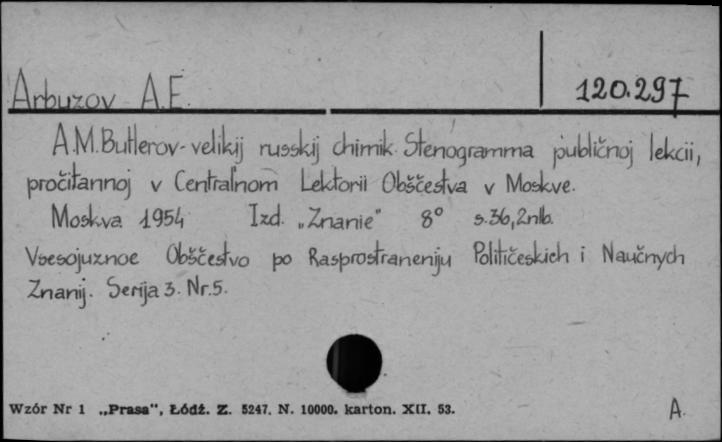 Arbuzov A.E.
120.297
A.M.Butlerov - velikij russkij chimik. Stenogramma publičnoj lekcii,
pročitannoj v Central'nom Lektorii Obščestva v Moskve.
Moskva 1954 Izd. „Znanie" 8° s.36,2nlb.
Vsesojuznoe Obščestvo po Rasprostraneniju Političeskich i Naučnych
Znanij. Serija 3. Nr.5.
Wzór Nr 1 „Prasa", Łódź. Z. 5247. N. 10000. karton. XII. 53.
A.